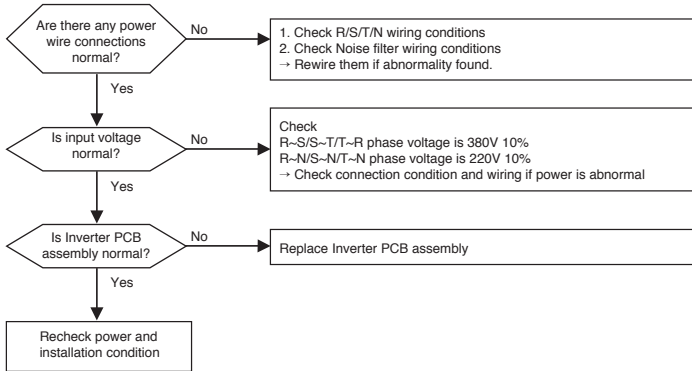 Are there any power
wire connections
normal?
No
1. Check R/S/T/N wiring conditions
2. Check Noise filter wiring conditions
→ Rewire them if abnormality found.
Yes
Is input voltage
normal?
No
Check
R~S/S~T/T~R phase voltage is 380V 10%
R~N/S~N/T~N phase voltage is 220V 10%
→ Check connection condition and wiring if power is abnormal
Yes
Is Inverter PCB
assembly normal?
No
Replace Inverter PCB assembly
Yes
Recheck power and
installation condition